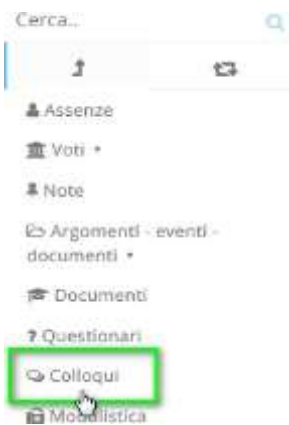 Cerca...
Assenze
Voti
Note
Argomenti - eventi -
documenti
Documenti
? Questionari
Colloqui
Modulistica